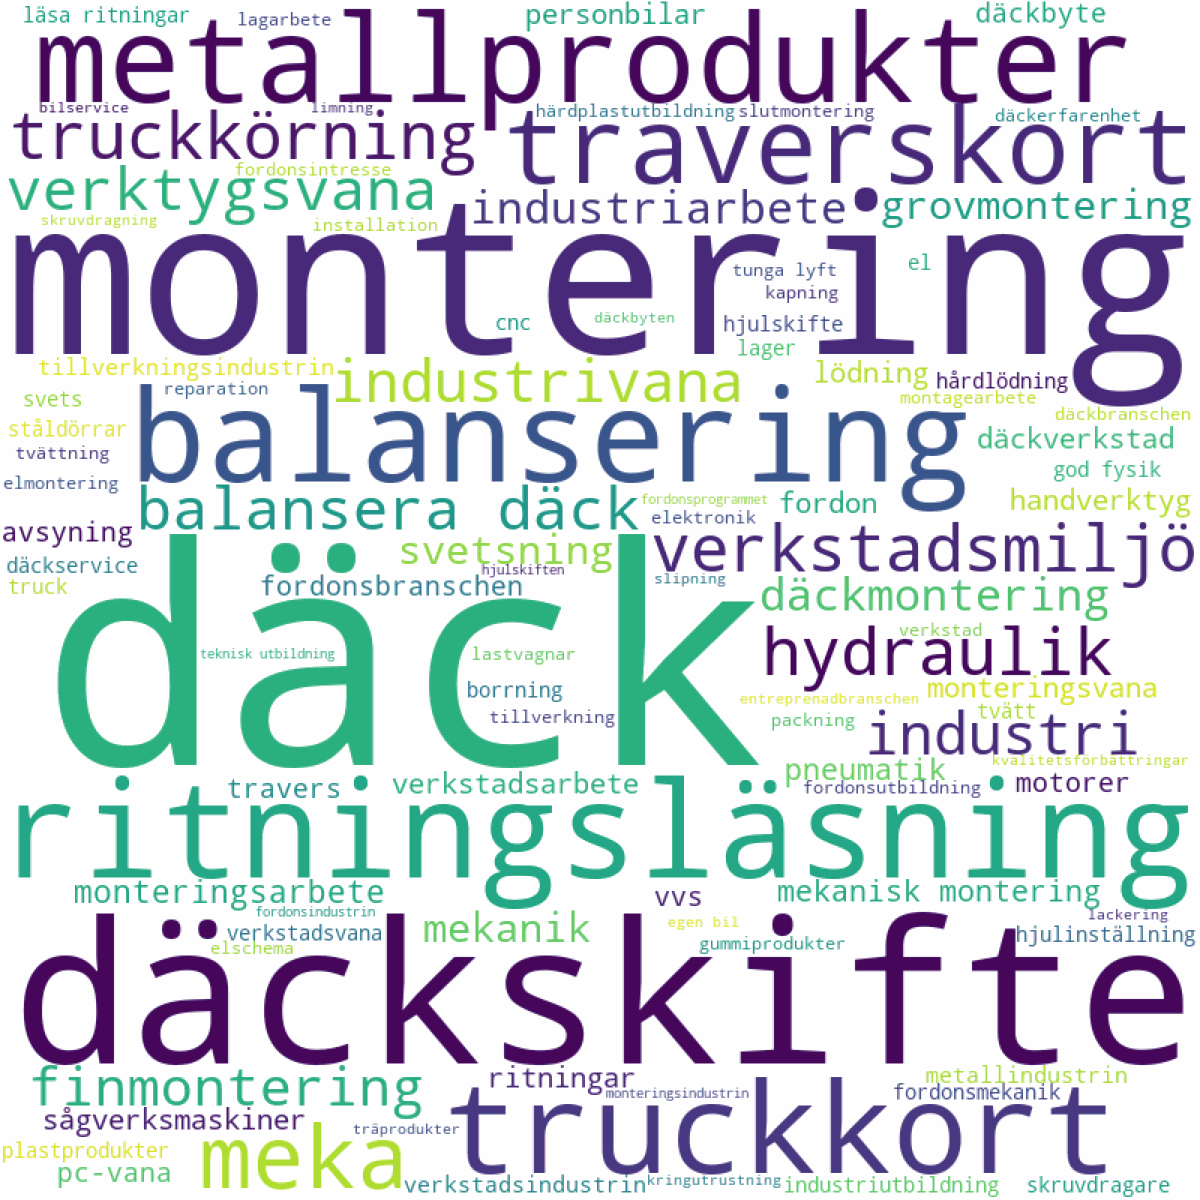 läsa ritningar
lagarbete
personbilar
däckbyte
metallprodukter
bilservice
limning
härdplastutbildning
slutmontering
däckerfarenhet
truckkörning
traverskort
fordonsintresse
verktygsvana
industriarbete
grovmontering
skruvdragning
installation
montering
tunga lyft
el
kapning
cnc
däckbyten
hjulskifte
lager
tillverkningsindustrin
industrivana
lödning
hårdlödning
reparation
svets
montagearbete
däckbranschen
ståldörrar
balansering
däckverkstad
tvättning
god fysik
elmontering
balansera däck
fordonsprogrammet
fordon
handverktyg
elektronik
avsyning
svetsning
verkstadsmiljö
däckservice
hjulskiften
truck
fordonsbranschen
slipning
däckmontering
däck
verkstad
teknisk utbildning
lastvagnar
hydraulik
borrning
monteringsvana
entreprenadbranschen
tillverkning
packning
tvätt
industri
kvalitetsförbättringar
pneumatik
travers
verkstadsarbete
fordonsutbildning
motorer
ritningsläsning
monteringsarbete
vvs
mekanisk montering
fordonsindustrin
mekanik
egen bil
lackering
verkstadsvana
elschema
gummiprodukter
hjulinställning
däckskifte
finmontering
ritningar
metallindustrin
monteringsindustrin
fordonsmekanik
sågverksmaskiner
träprodukter
truckkort
plastprodukter
meka
pc-vana
verkstadsindustrin
kringutrustning
industriutbildning
skruvdragare